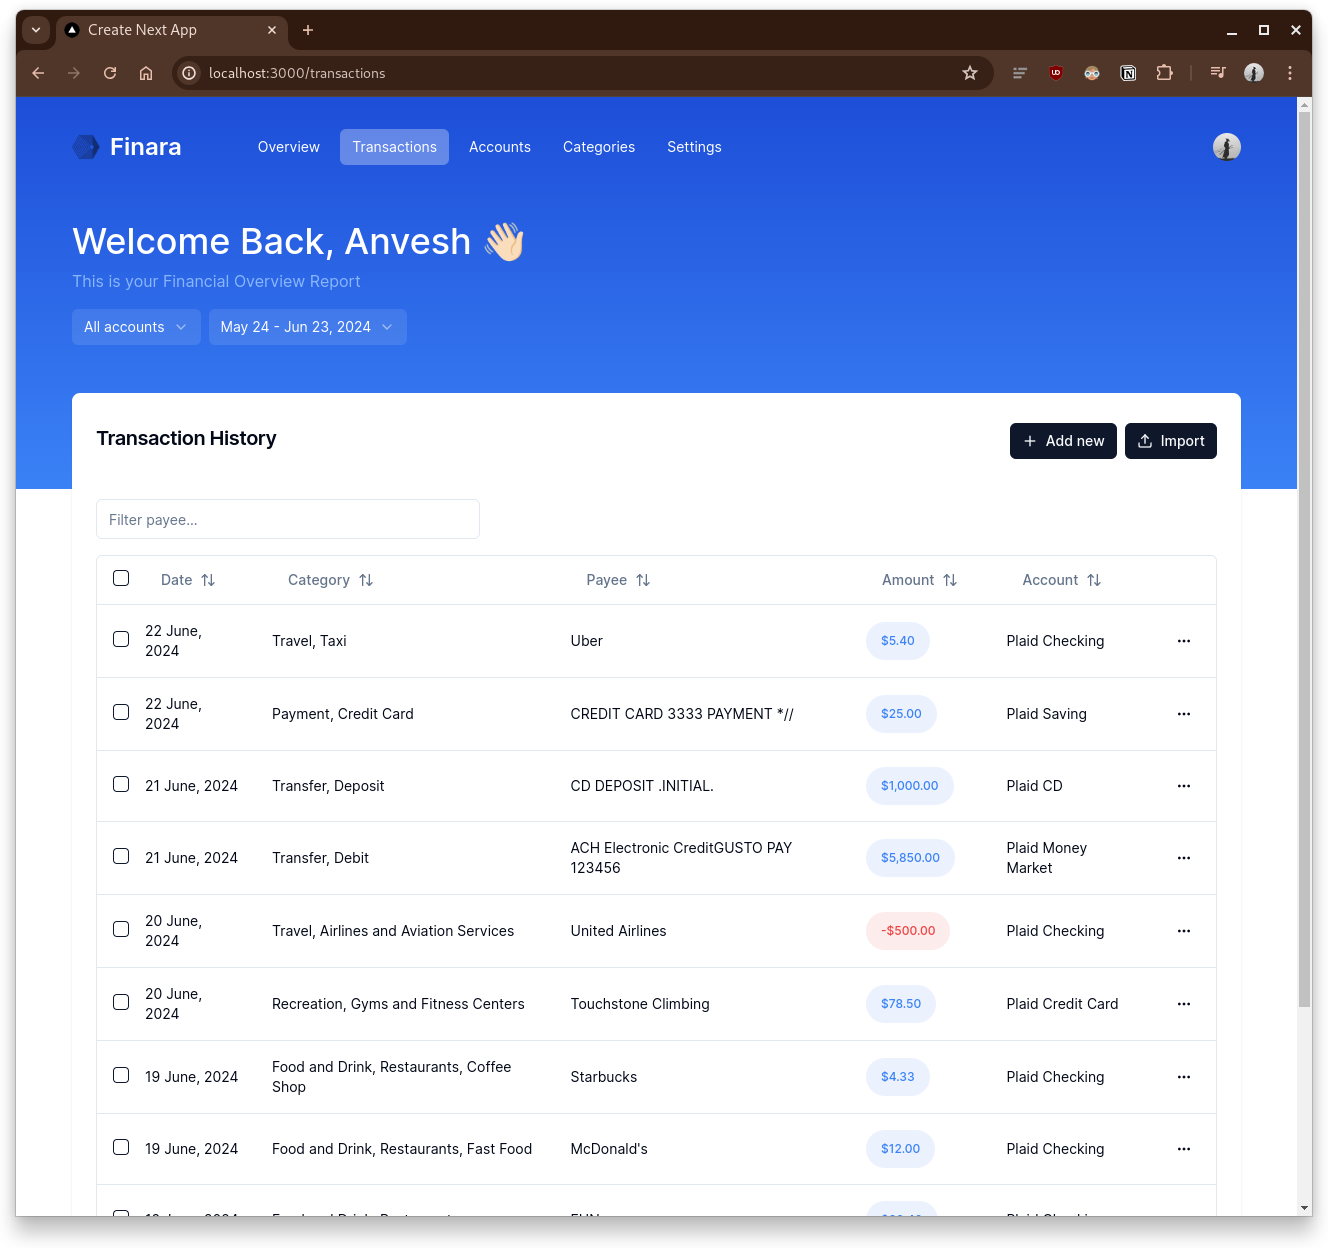 Create Next App
localhost:3000/transactions
Finara
Overview
Transactions
Accounts
Categories
Settings
Welcome Back, Anvesh 👋🏻
This is your Financial Overview Report
All accounts
May 24 - Jun 23, 2024
Transaction History
Add new
Import
Filter payee...
Date Category Payee Amount Account
22 June,
2024
Travel, Taxi
Uber
$5.40
Plaid Checking
22 June,
2024
Payment, Credit Card
CREDIT CARD 3333 PAYMENT *//
$25.00
Plaid Saving
21 June, 2024
Transfer, Deposit
CD DEPOSIT .INITIAL.
$1,000.00
Plaid CD
21 June, 2024
Transfer, Debit
ACH Electronic CreditGUSTO PAY
123456
$5,850.00
Plaid Money
Market
20 June,
2024
Travel, Airlines and Aviation Services
United Airlines
-$500.00
Plaid Checking
20 June,
2024
Recreation, Gyms and Fitness Centers
Touchstone Climbing
$78.50
Plaid Credit Card
19 June, 2024
Food and Drink, Restaurants, Coffee
Shop
Starbucks
$4.33
Plaid Checking
19 June, 2024
Food and Drink, Restaurants, Fast Food
McDonald's
$12.00
Plaid Checking